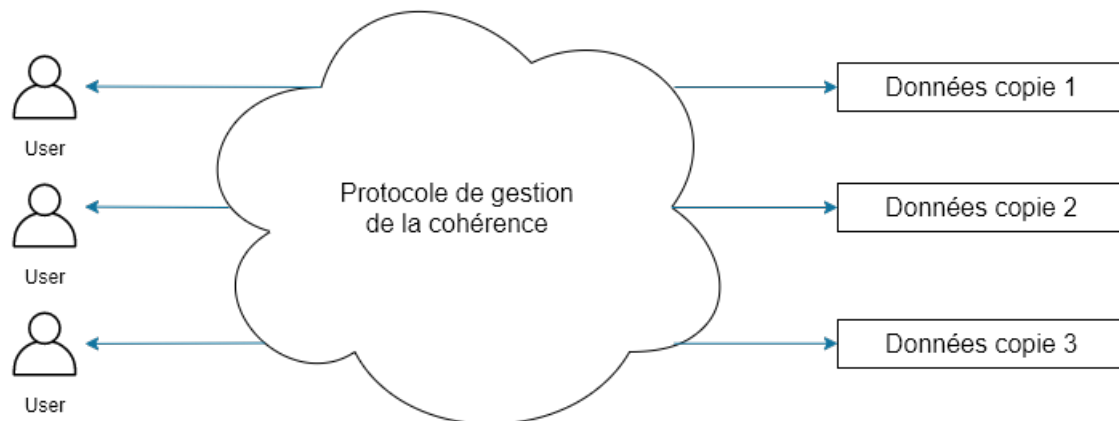 User
Données copie 1
User
Protocole de gestion
de la cohérence
Données copie 2
User
Données copie 3